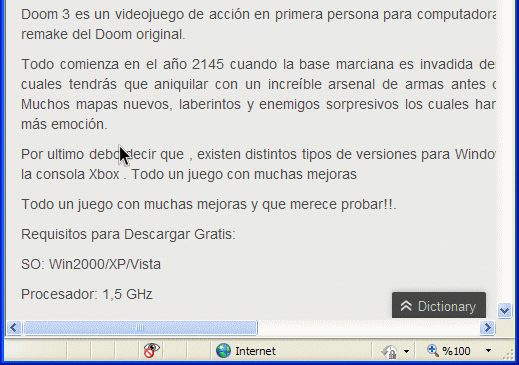 Doom 3 es un videojuego de acción en primera persona para computadora
remake del Doom original.
Todo comienza en el año 2145 cuando la base marciana es invadida de
cuales tendrás que aniquilar con un increíble arsenal de armas antes
Muchos mapas nuevos, laberintos y enemigos sorpresivos los cuales har
más emoción.
Por ultimo debo decir que , existen distintos tipos de versiones para Window
la consola Xbox . Todo un juego con muchas mejoras
Todo un juego con muchas mejoras y que merece probar!!.
Requisitos para Descargar Gratis:
SO: Win2000/XP/Vista
Procesador: 1,5 GHz
Dictionary
Internet
%100